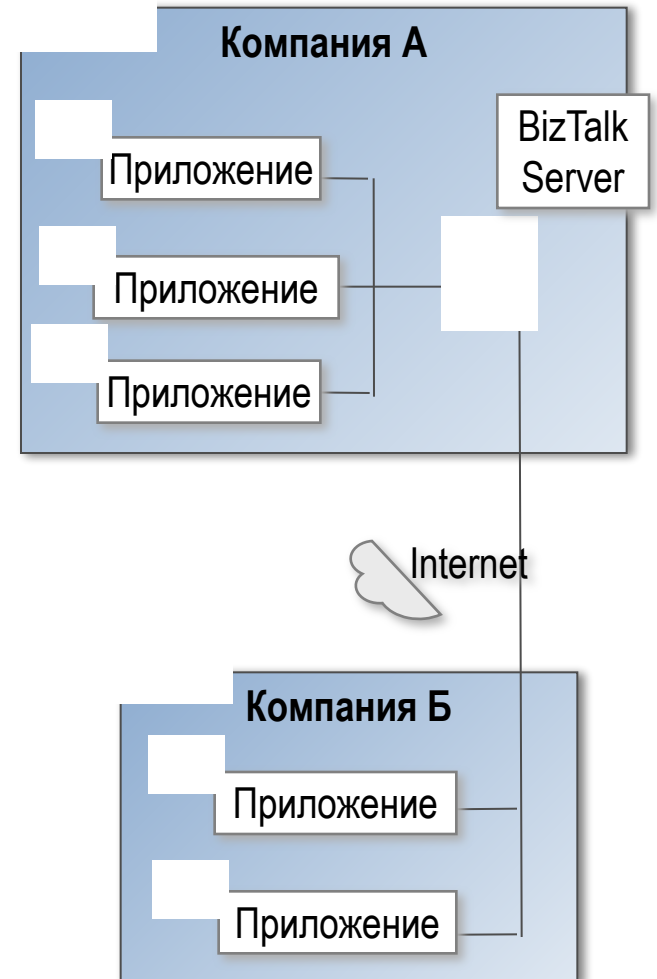 Компания А
BizTalk
Server
Приложение
Приложение
Приложение
Internet
Компания Б
Приложение
Приложение